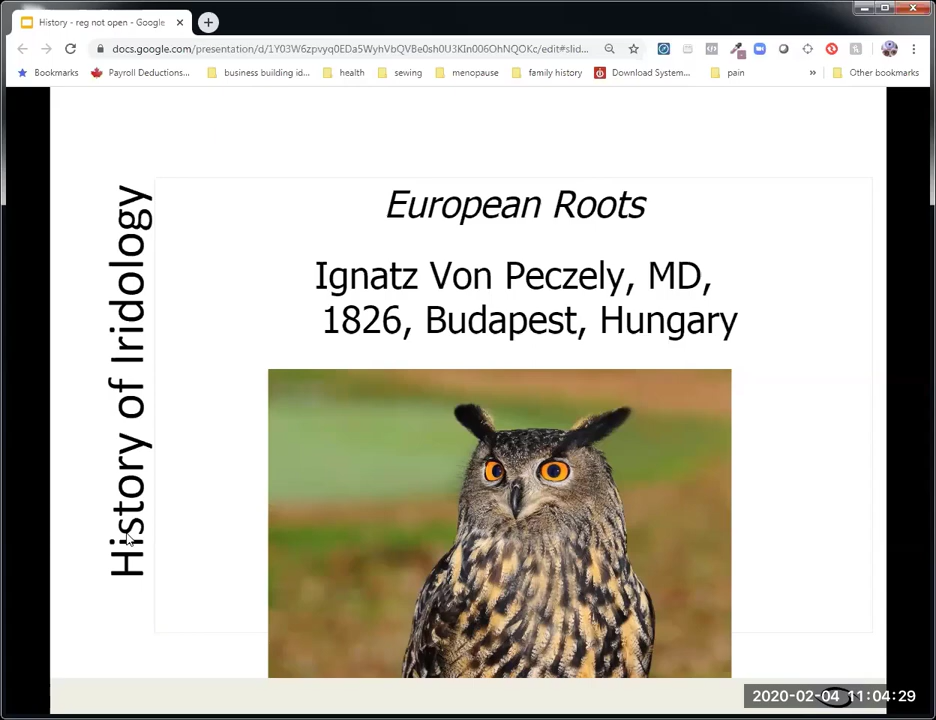 History - reg not open - Google
docs.google.com/presentation/d/1Y03W6zpvyq0EDa5WyhVbQVBe0sh0U3KIn006OhNQOKc/edit#slid...
Bookmarks
Payroll Deductions...
business building id...
health
sewing
menopause
family history
Download System...
pain
»
Other bookmarks
History of Iridology
European Roots
Ignatz Von Peczely, MD,
1826, Budapest, Hungary
2020-02-04 11:04:29